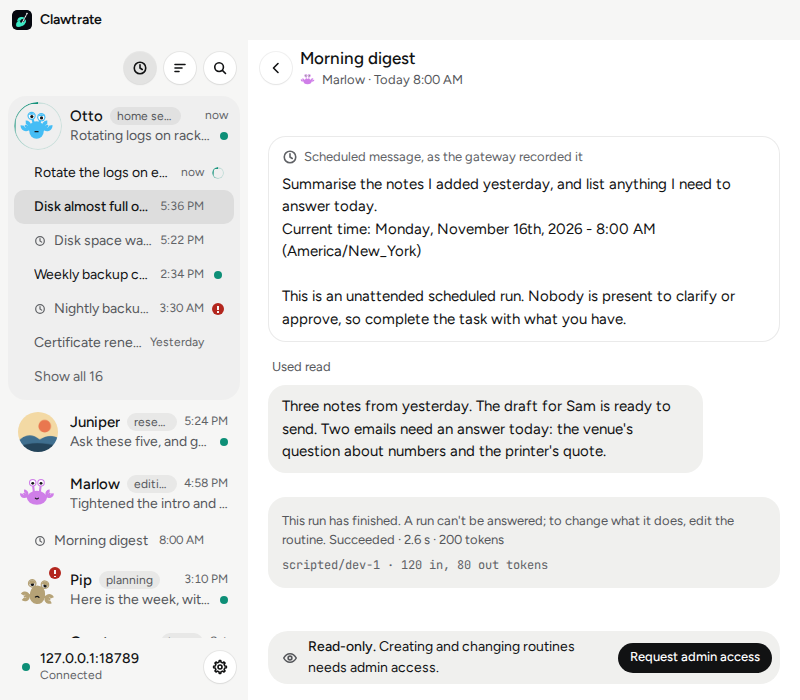 Clawtrate
Otto home se... now
Rotating logs on rack...
Rotate the logs on e... now
Disk almost full o... 5:36 PM
Disk space wa... 5:22 PM
Weekly backup c... 2:34 PM
Nightly backu... 3:30 AM
Certificate rene... Yesterday
Show all 16
Juniper rese... 5:24 PM
Ask these five, and g...
Marlow editi... 4:58 PM
Tightened the intro and ...
Morning digest 8:00 AM
Pip planning 3:10 PM
Here is the week, wit...
127.0.0.1:18789
Connected
Morning digest
Marlow · Today 8:00 AM
Scheduled message, as the gateway recorded it
Summarise the notes I added yesterday, and list anything I need to
answer today.
Current time: Monday, November 16th, 2026 - 8:00 AM
(America/New_York)
This is an unattended scheduled run. Nobody is present to clarify or
approve, so complete the task with what you have.
Used read
Three notes from yesterday. The draft for Sam is ready to
send. Two emails need an answer today: the venue's
question about numbers and the printer's quote.
This run has finished. A run can't be answered; to change what it does, edit the
routine. Succeeded · 2.6 s · 200 tokens
scripted/dev-1 · 120 in, 80 out tokens
Read-only. Creating and changing routines
needs admin access.
Request admin access